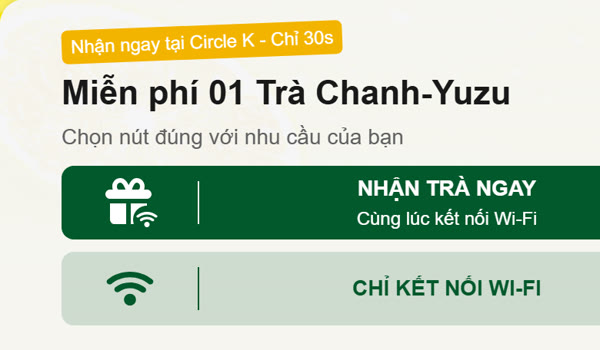 Nhận ngay tại Circle K - Chỉ 30s
Miễn phí 01 Trà Chanh-Yuzu
Chọn nút đúng với nhu cầu của bạn
NHẬN TRÀ NGAY
Cùng lúc kết nối Wi-Fi
CHỈ KẾT NỐI WI-FI